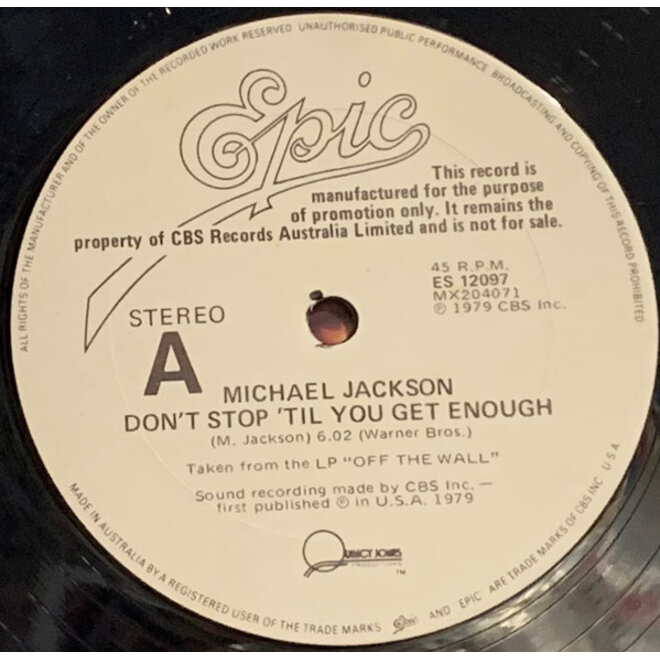 ALL RIGHTS OF THE MANUFACTURER AND OF THE OWNER OF THE RECORDED WORK RESERVED UNAUTHORISED PUBLIC PERFORMANCE BROADCASTING AND COPYING OF THIS RECORD PROHIBITED
Epic
This record is
manufactured for the purpose
of promotion only. It remains the
property of CBS Records Australia Limited and is not for sale.
45 R.P.M.
ES 12097
MX204071
℗ 1979 CBS Inc.
STEREO
A
MICHAEL JACKSON
DON'T STOP 'TIL YOU GET ENOUGH
(M. Jackson) 6.02 (Warner Bros.)
Taken from the LP "OFF THE WALL"
Sound recording made by CBS Inc. —
first published ℗ in U.S.A. 1979
QUINCY JONES
PRODUCTIONS
TM
MADE IN AUSTRALIA BY A REGISTERED USER OF THE TRADE MARKS Epic AND EPIC ARE TRADE MARKS OF CBS INC U S A